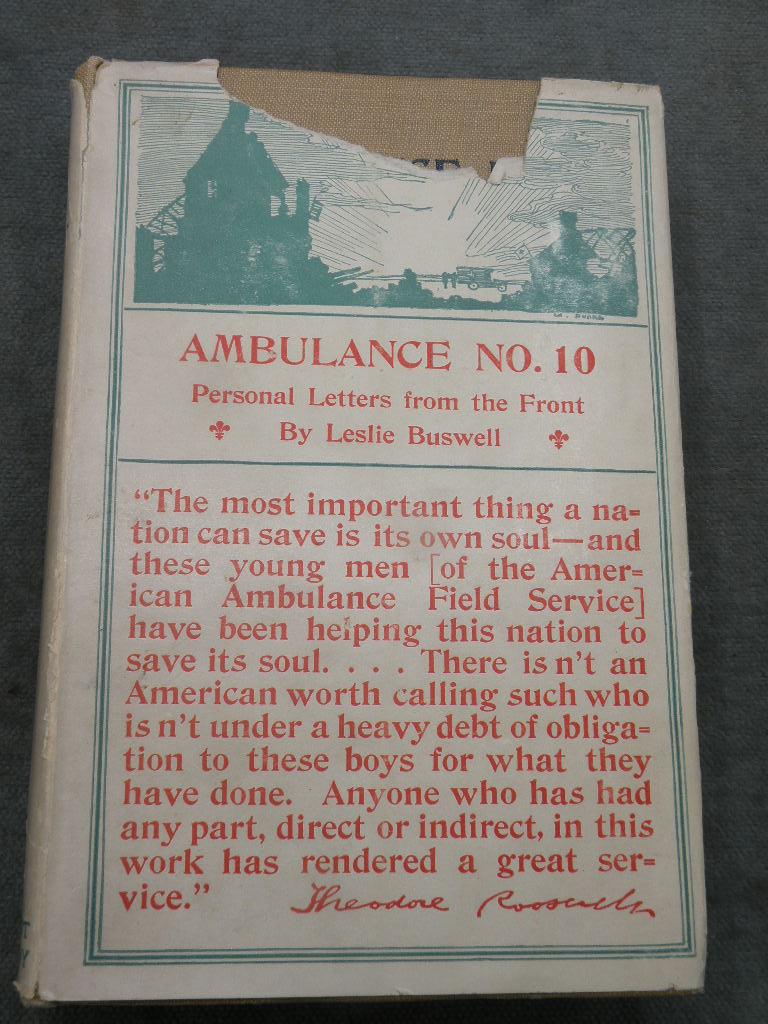 AMBULANCE NO. 10
Personal Letters from the Front
By Leslie Buswell
“The most important thing a na=
tion can save is its own soul—and
these young men [of the Amer=
ican Ambulance Field Service]
have been helping this nation to
save its soul. . . . There is n't an
American worth calling such who
is n't under a heavy debt of obliga=
tion to these boys for what they
have done. Anyone who has had
any part, direct or indirect, in this
work has rendered a great ser=
vice.” Theodore Roosevelt